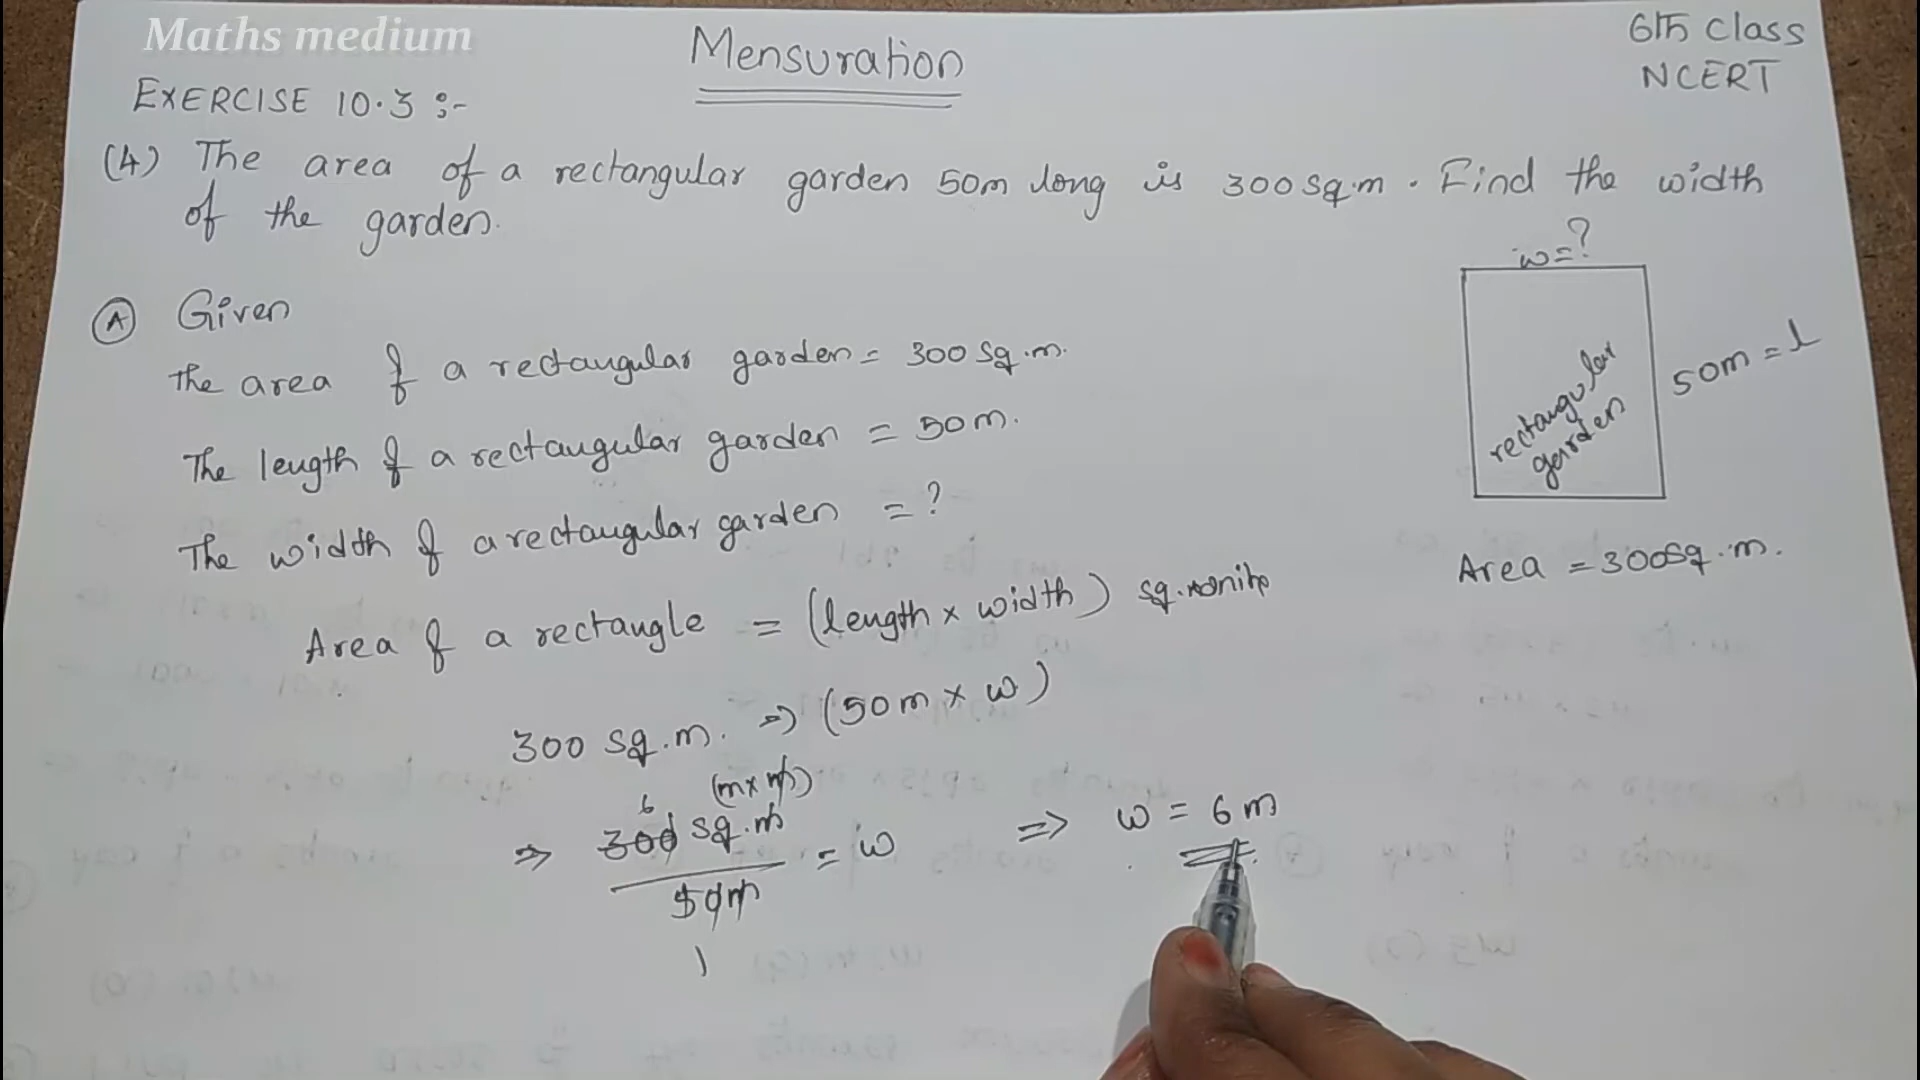 Maths medium
Mensuration
6th Class
NCERT
EXERCISE 10.3 :-
(4) The area of a rectangular garden 50m long is 300 sq.m. Find the width
of the garden.
w=?
rectangular
garden
50m = l
Area = 300sq.m.
(A) Given
The area of a rectangular garden = 300 sq.m.
The length of a rectangular garden = 50m.
The width of a rectangular garden = ?
Area of a rectangle = (length × width) sq.
300 sq.m. ⇒ (50m × w)
(m×m)
6
⇒ 300 sq.m / 50m = w ⇒ w = 6m
1